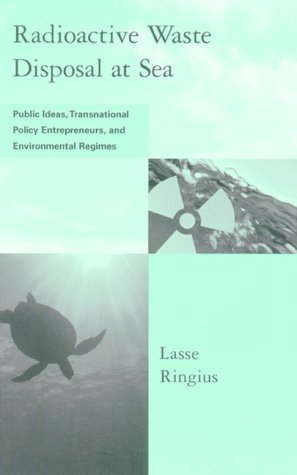 Radioactive Waste
Disposal at Sea
Public Ideas, Transnational
Policy Entrepreneurs, and
Environmental Regimes
Lasse
Ringius